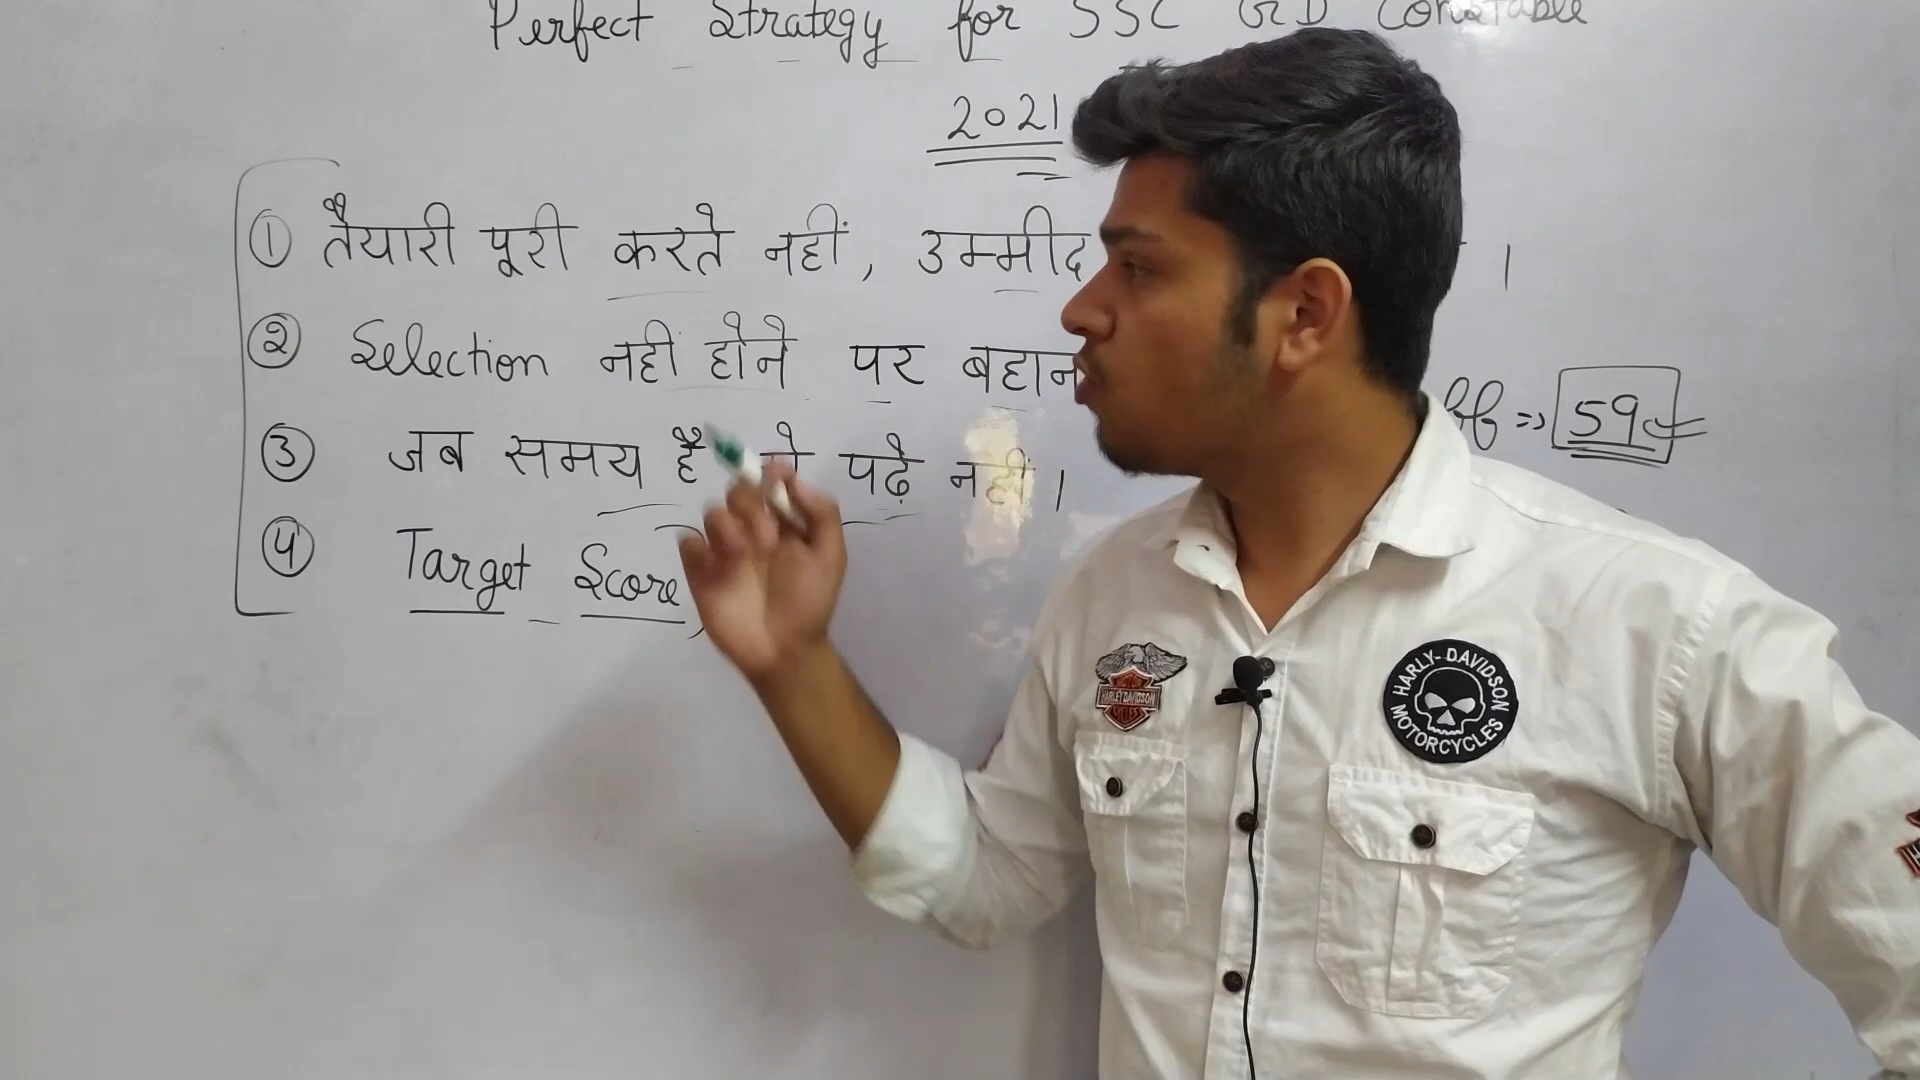 Perfect Strategy for SSC GD Constable
2021
① तैयारी पूरी करते नहीं, उम्मीद ।
② Selection नहीं होने पर
③ जब समय है पढ़े नहीं ।
④ Target Score,
=> 59
HARLEY-DAVIDSON
CYCLES
HARLEY-DAVIDSON
MOTORCYCLES